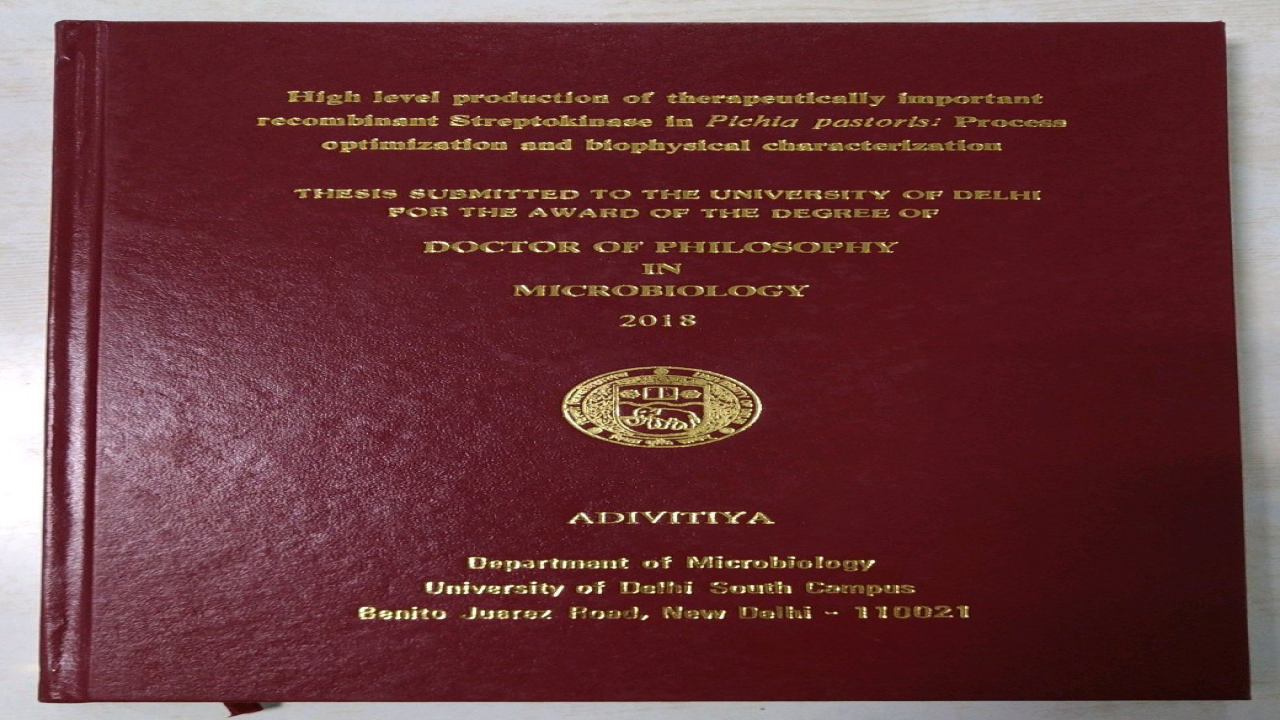 High level production of therapeutically important
recombinant Streptokinase in Pichia pastoris: Process
optimization and biophysical characterization
THESIS SUBMITTED TO THE UNIVERSITY OF DELHI
FOR THE AWARD OF THE DEGREE OF
DOCTOR OF PHILOSOPHY
IN
MICROBIOLOGY
2018
ADIVITIYA
Department of Microbiology
University of Delhi South Campus
Benito Juarez Road, New Delhi - 110021